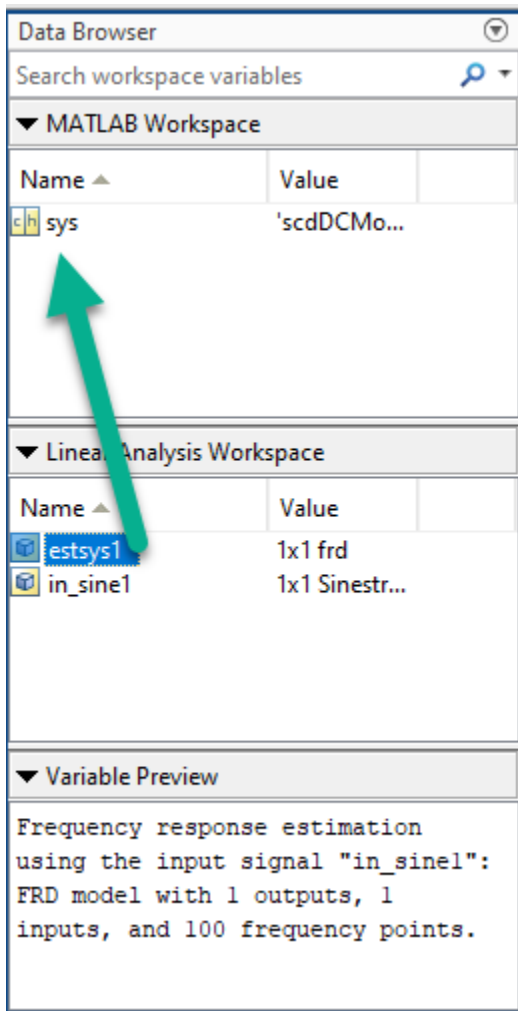 Data Browser
Search workspace variables
MATLAB Workspace
Name Value
ch sys 'scdDCMo...
Linear Analysis Workspace
Name Value
estsys1 1x1 frd
in_sine1 1x1 Sinestr...
Variable Preview
Frequency response estimation
using the input signal "in_sine1":
FRD model with 1 outputs, 1
inputs, and 100 frequency points.